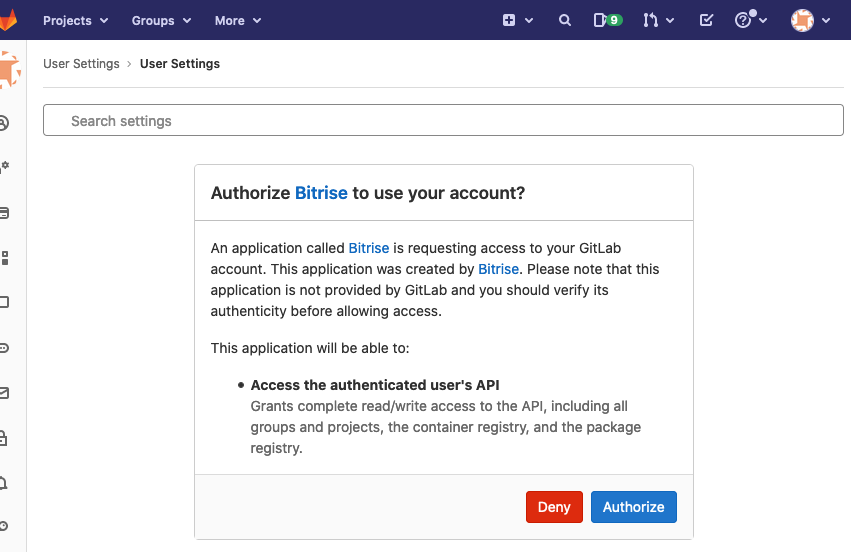 Projects Groups More 9
User Settings › User Settings
Search settings
Authorize Bitrise to use your account?
An application called Bitrise is requesting access to your GitLab
account. This application was created by Bitrise. Please note that this
application is not provided by GitLab and you should verify its
authenticity before allowing access.
This application will be able to:
• Access the authenticated user's API
Grants complete read/write access to the API, including all
groups and projects, the container registry, and the package
registry.
Deny Authorize